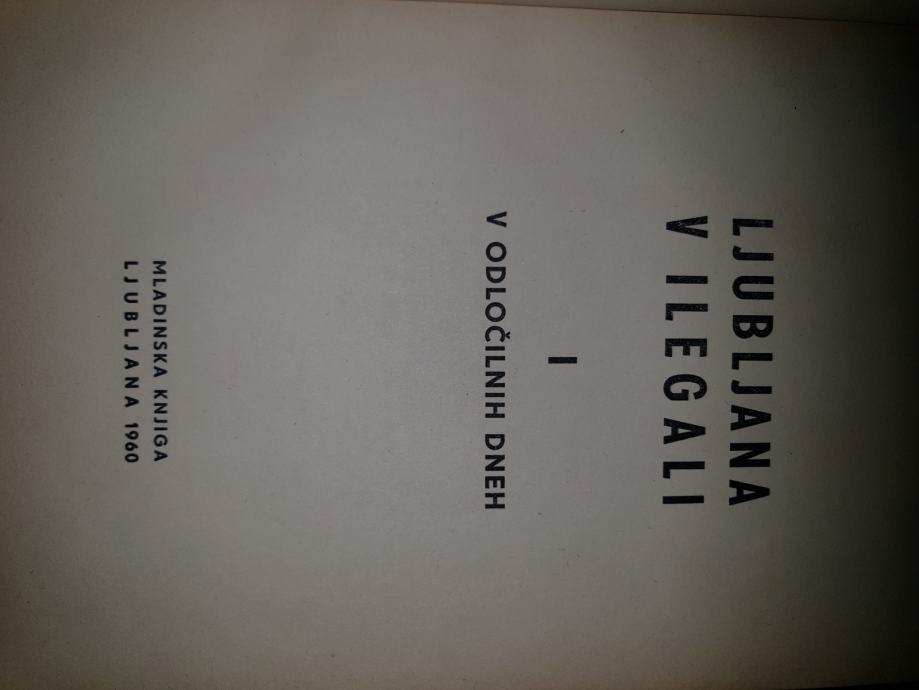 LJUBLJANA
V ILEGALI
I
V ODLOČILNIH DNEH
MLADINSKA KNJIGA
LJUBLJANA 1960